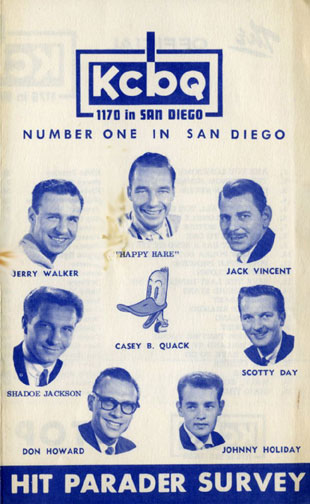 KcbQ
1170 in SAN DIEGO
NUMBER ONE IN SAN DIEGO
"HAPPY HARE"
JERRY WALKER
JACK VINCENT
CASEY B. QUACK
SHADOE JACKSON
SCOTTY DAY
DON HOWARD
JOHNNY HOLIDAY
HIT PARADER SURVEY